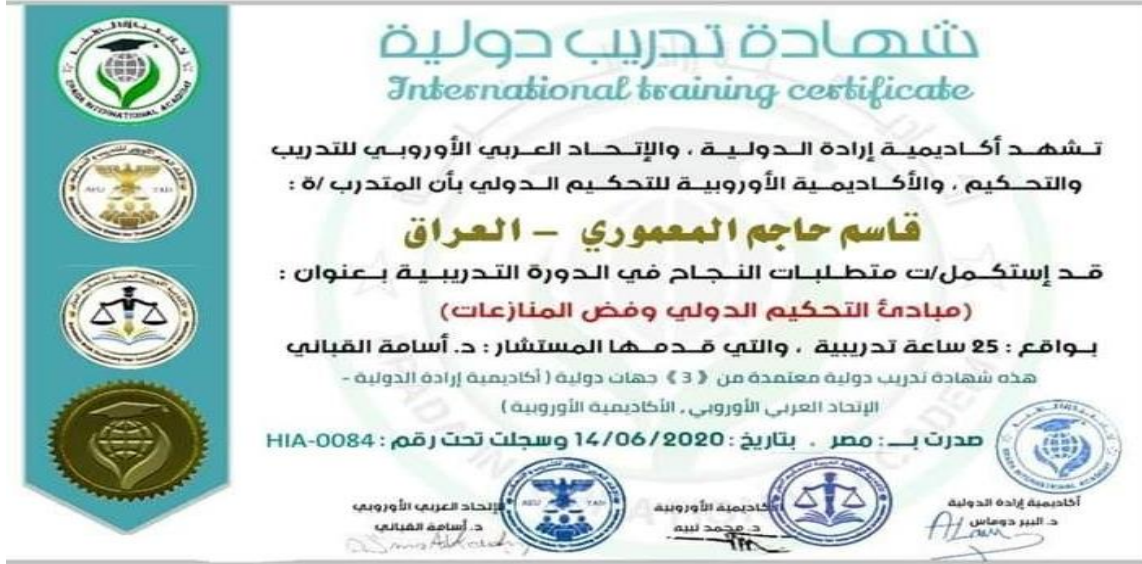 شهادة تدريب دولية
International training certificate
تشهد أكاديمية إرادة الدولية ، والإتحاد العربي الأوروبي للتدريب
والتحكيم ، والأكاديمية الأوروبية للتحكيم الدولي بأن المتدرب /ة :
قاسم حاجم المعموري – العراق
قد إستكمل/ت متطلبات النجاح في الدورة التدريبية بعنوان :
(مبادئ التحكيم الدولي وفض المنازعات)
بواقع : 25 ساعة تدريبية ، والتي قدمها المستشار : د. أسامة القباني
هذه شهادة تدريب دولية معتمدة من ( 3 ) جهات دولية ( أكاديمية إرادة الدولية -
الإتحاد العربي الأوروبي , الأكاديمية الأوروبية )
صدرت بـ : مصر . بتاريخ : 14/06/2020 وسجلت تحت رقم : HIA-0084
أكاديمية إرادة الدولية
د. البير دوماس
الأكاديمية الأوروبية
د. محمد نبيه
الإتحاد العربي الأوروبي
د. أسامة القباني